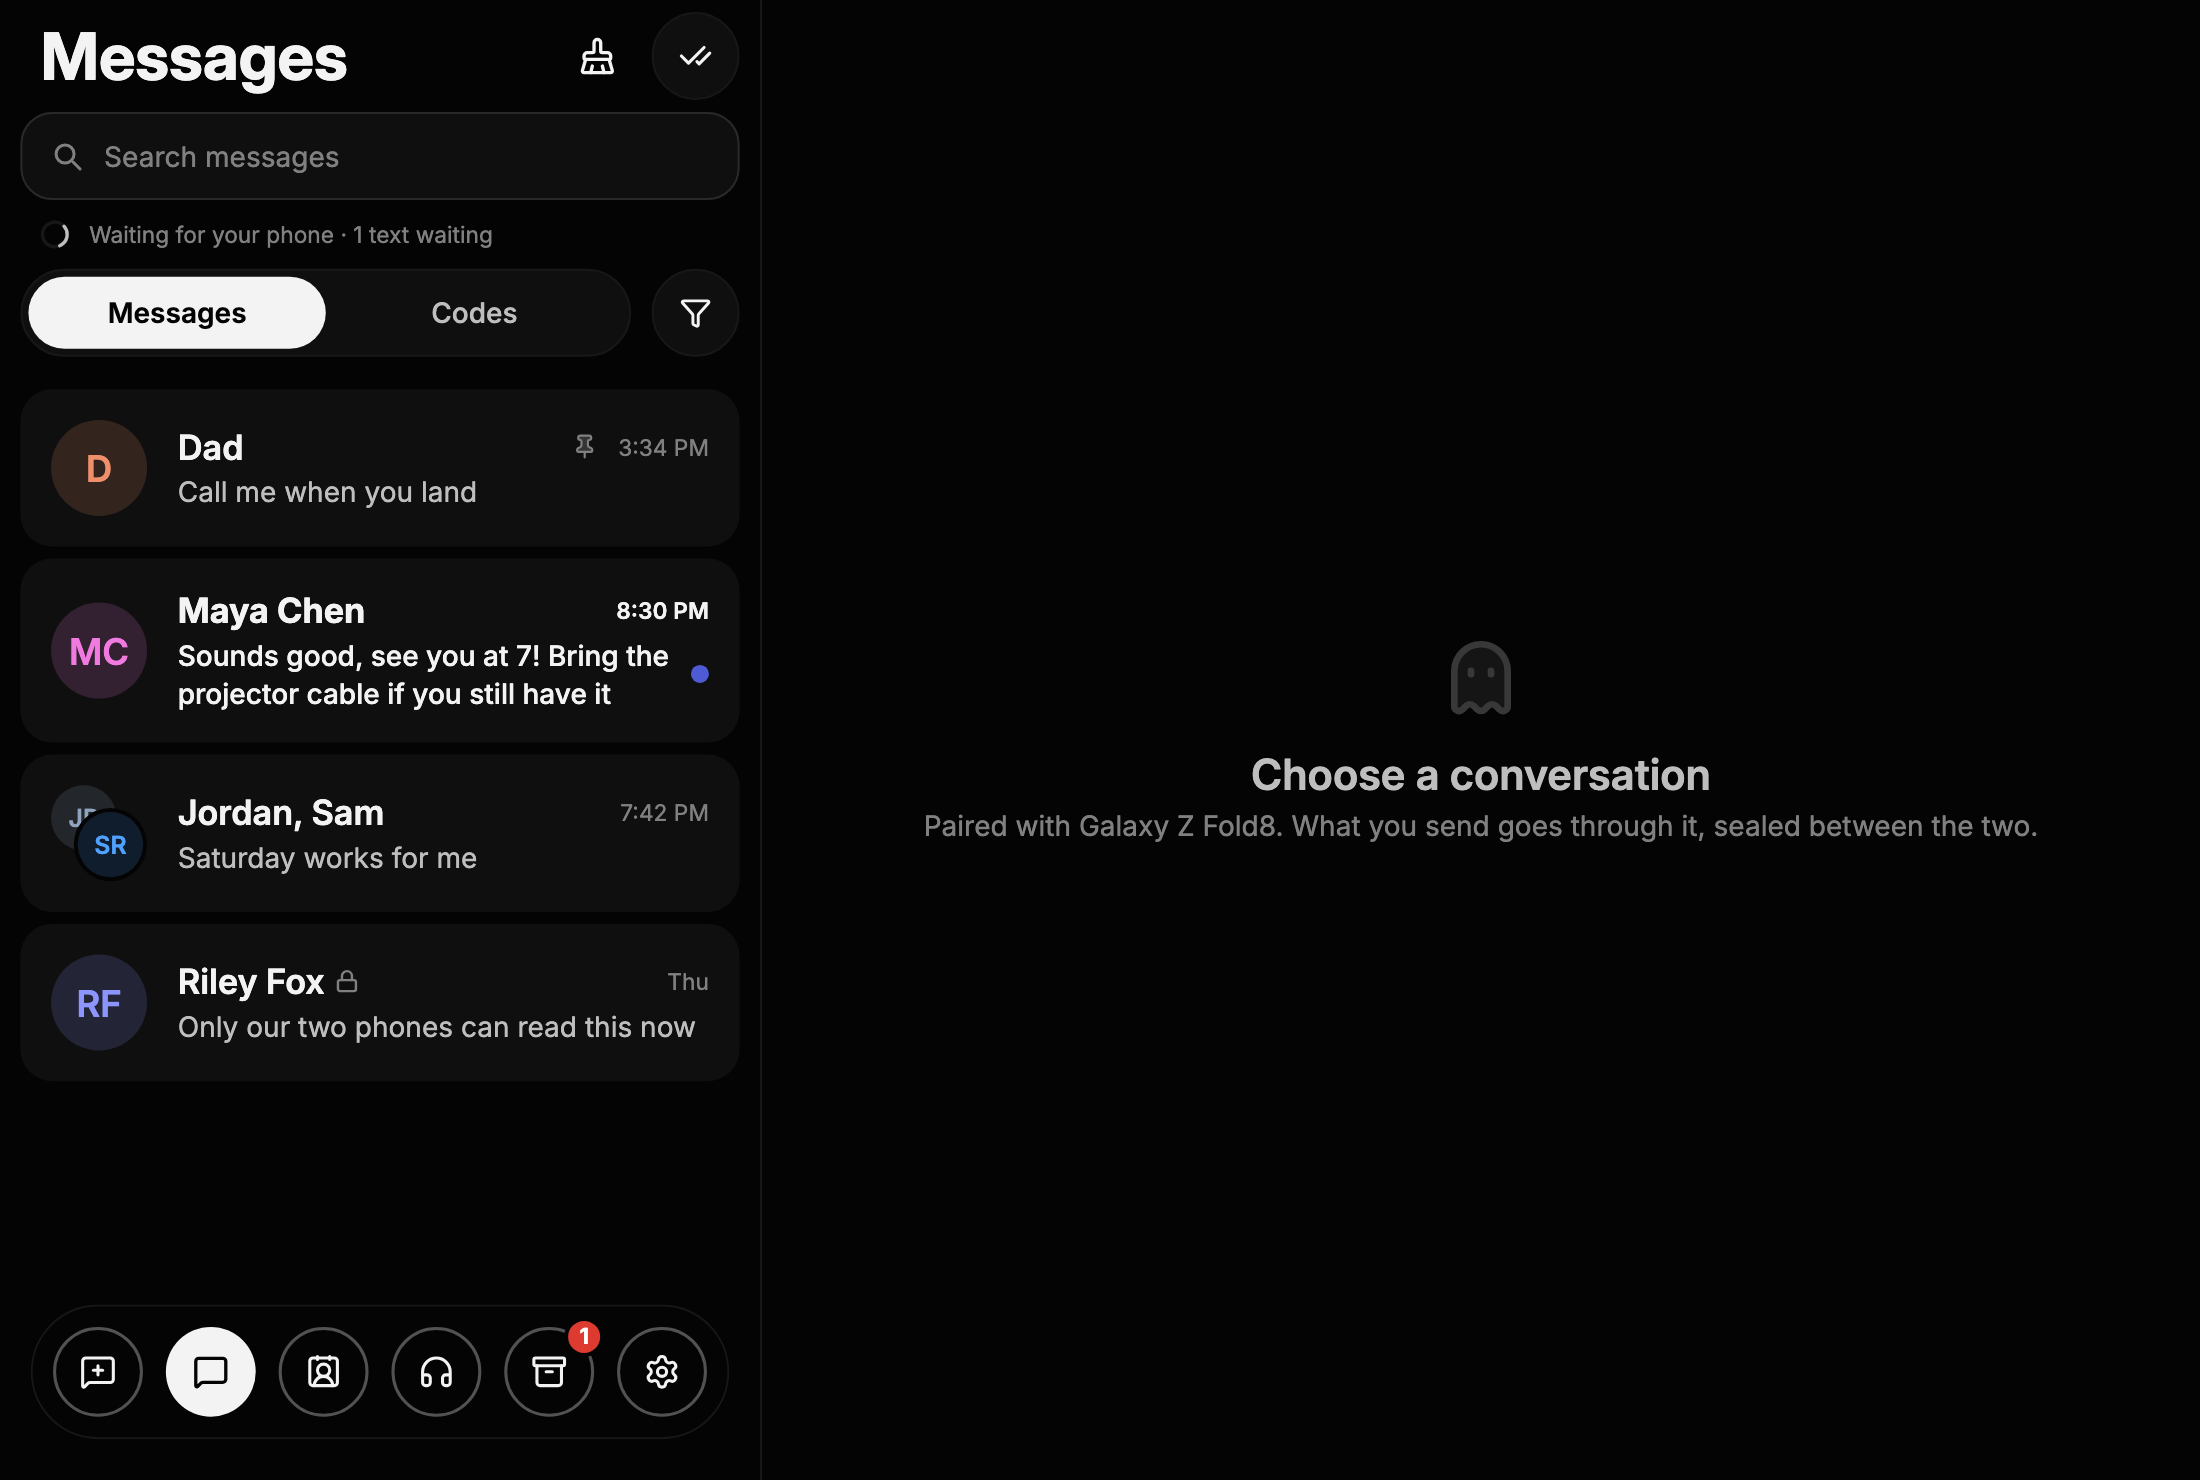 Messages
Search messages
Waiting for your phone · 1 text waiting
Messages
Codes
D
Dad
3:34 PM
Call me when you land
MC
Maya Chen
8:30 PM
Sounds good, see you at 7! Bring the
projector cable if you still have it
SR
Jordan, Sam
7:42 PM
Saturday works for me
RF
Riley Fox
Thu
Only our two phones can read this now
1
Choose a conversation
Paired with Galaxy Z Fold8. What you send goes through it, sealed between the two.